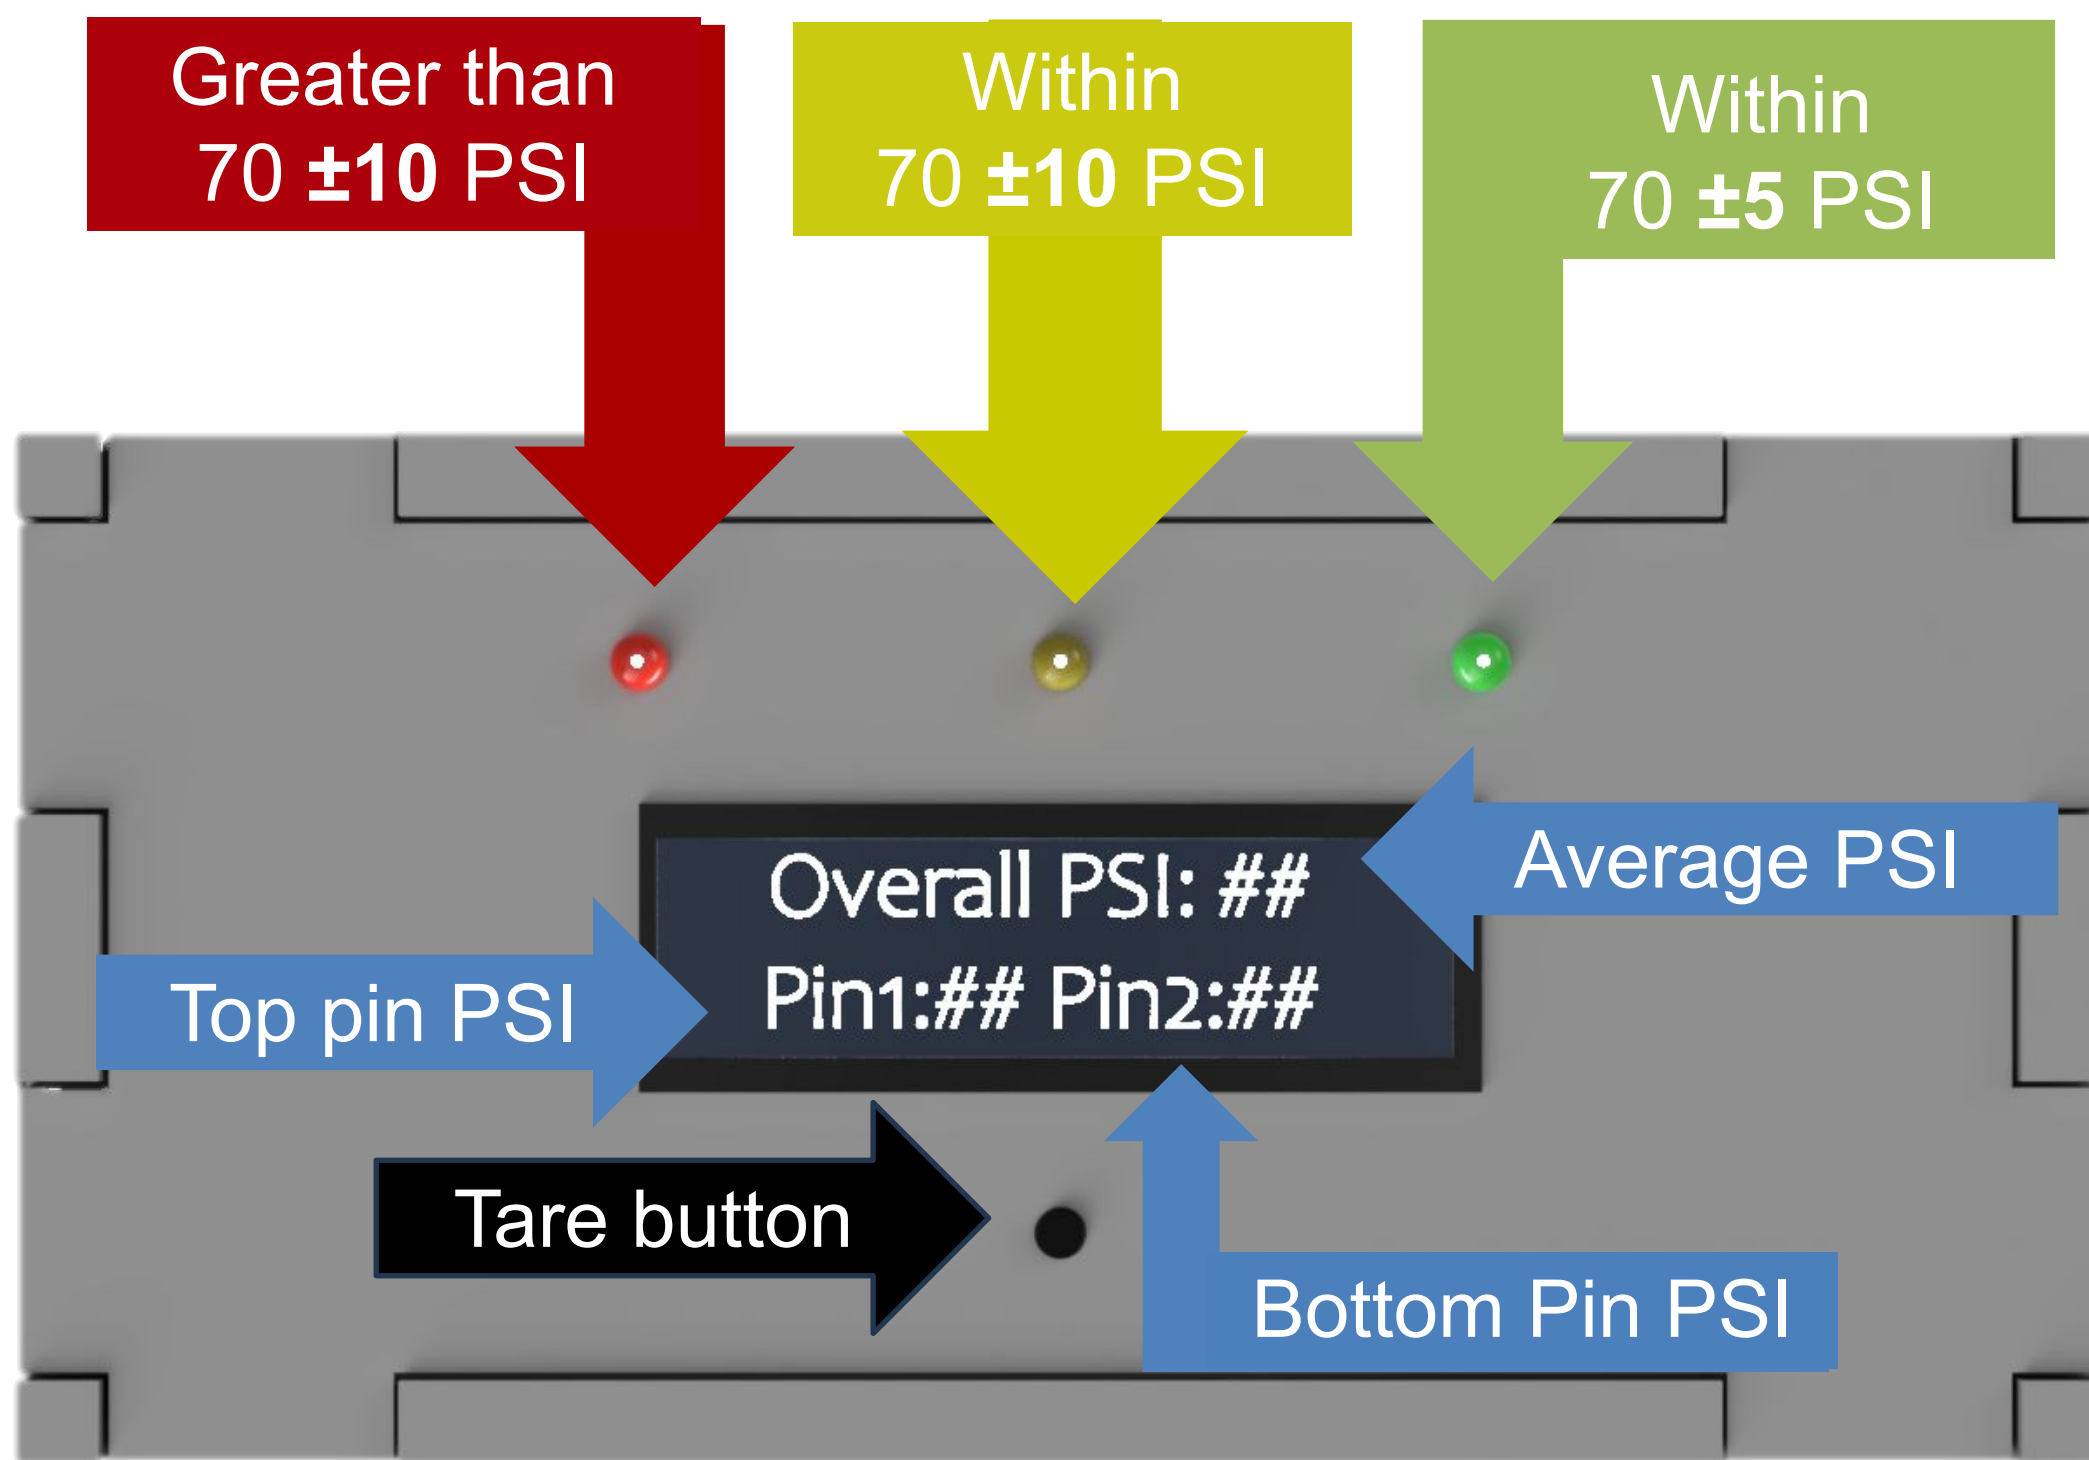 Greater than
70 ±10 PSI
Within
70 ±10 PSI
Within
70 ±5 PSI
Overall PSI: ##
Average PSI
Top pin PSI
Pin1:## Pin2:##
Tare button
Bottom Pin PSI